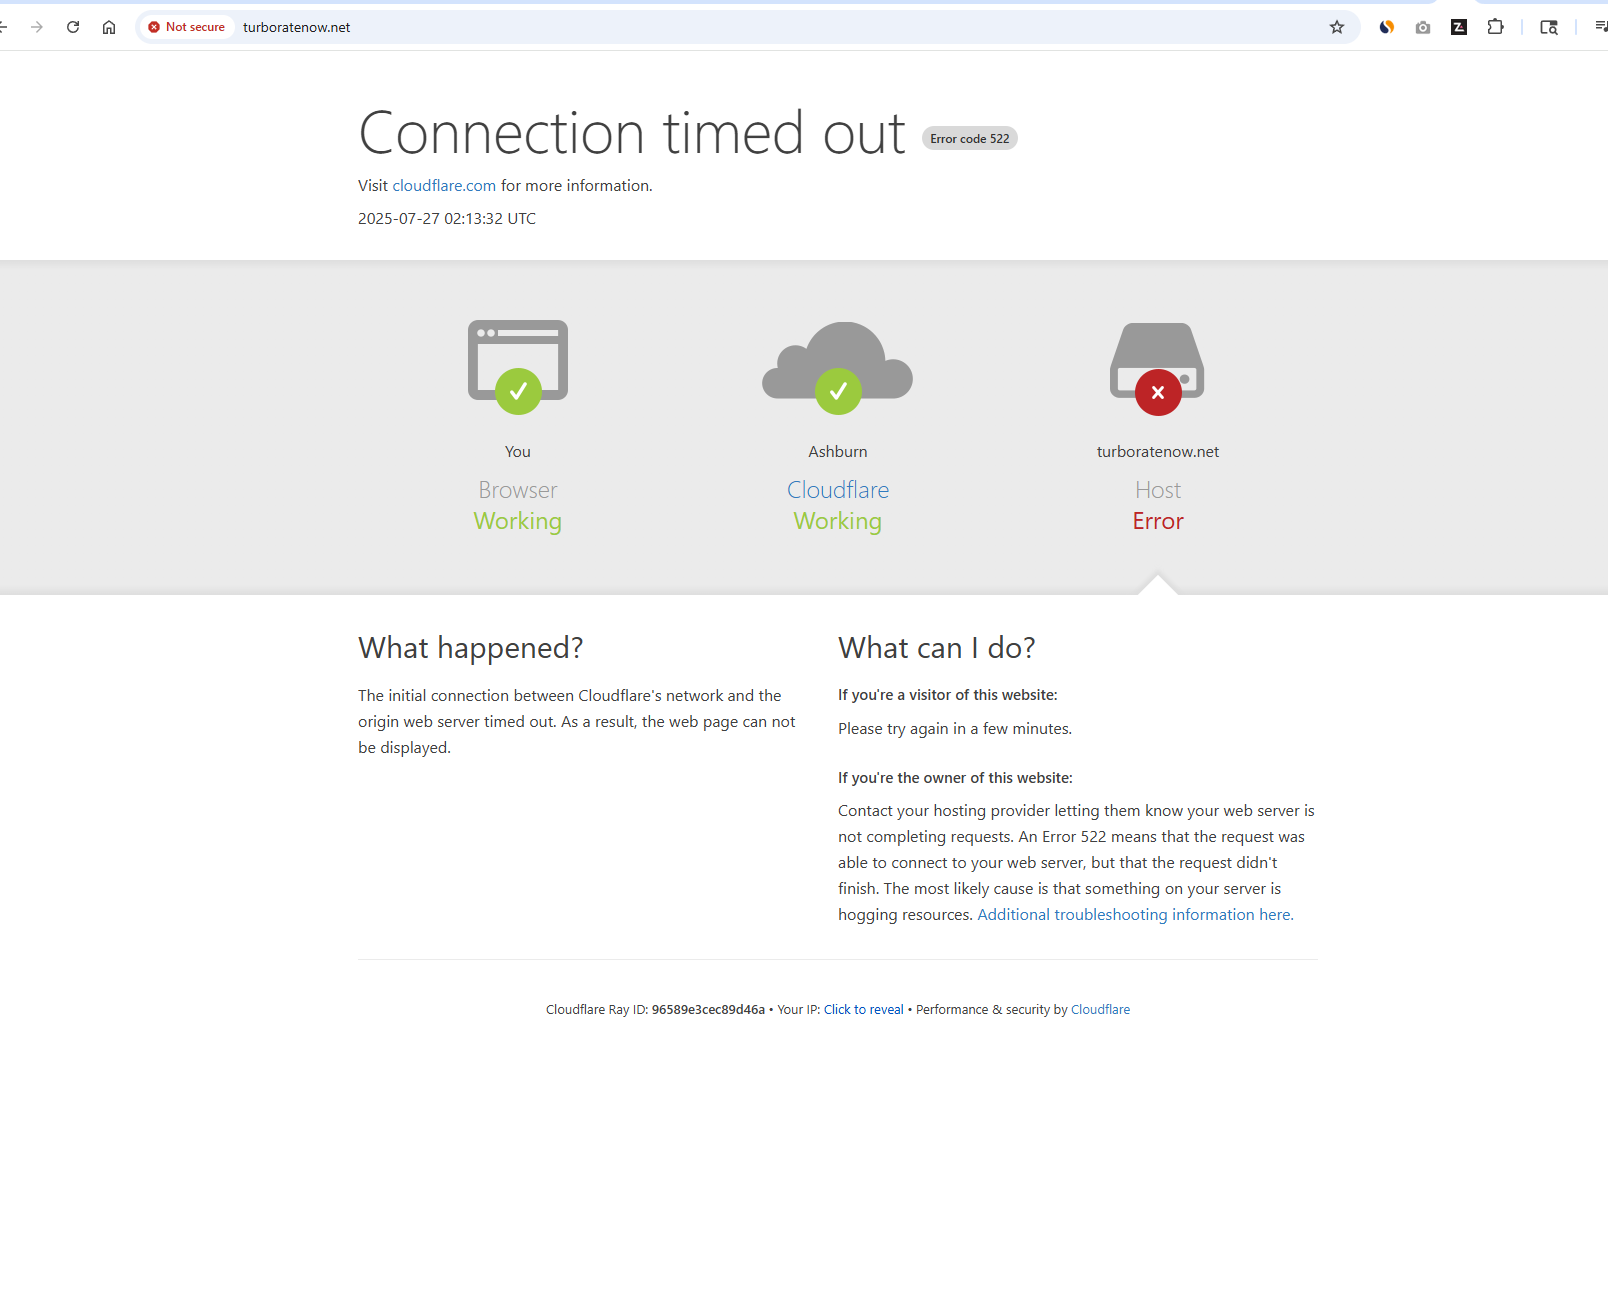 Not secure turboratenow.net
Connection timed out Error code 522
Visit cloudflare.com for more information.
2025-07-27 02:13:32 UTC
You
Browser
Working
Ashburn
Cloudflare
Working
turboratenow.net
Host
Error
What happened?
The initial connection between Cloudflare's network and the
origin web server timed out. As a result, the web page can not
be displayed.
What can I do?
If you're a visitor of this website:
Please try again in a few minutes.
If you're the owner of this website:
Contact your hosting provider letting them know your web server is
not completing requests. An Error 522 means that the request was
able to connect to your web server, but that the request didn't
finish. The most likely cause is that something on your server is
hogging resources. Additional troubleshooting information here.
Cloudflare Ray ID: 96589e3cec89d46a • Your IP: Click to reveal • Performance & security by Cloudflare